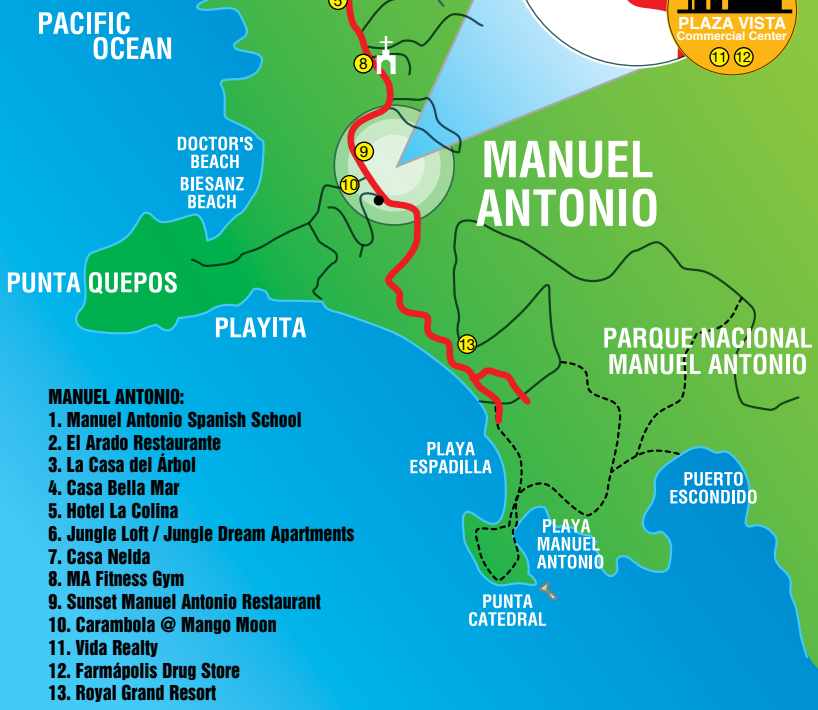 PACIFIC
OCEAN
5
PLAZA VISTA
Commercial Center
11 12
8
DOCTOR'S
BEACH
BIESANZ
BEACH
9
10
MANUEL
ANTONIO
PUNTA QUEPOS
PLAYITA
13
PARQUE NACIONAL
MANUEL ANTONIO
PLAYA
ESPADILLA
PUERTO
ESCONDIDO
PLAYA
MANUEL
ANTONIO
PUNTA
CATEDRAL
MANUEL ANTONIO:
1. Manuel Antonio Spanish School
2. El Arado Restaurante
3. La Casa del Árbol
4. Casa Bella Mar
5. Hotel La Colina
6. Jungle Loft / Jungle Dream Apartments
7. Casa Nelda
8. MA Fitness Gym
9. Sunset Manuel Antonio Restaurant
10. Carambola @ Mango Moon
11. Vida Realty
12. Farmápolis Drug Store
13. Royal Grand Resort